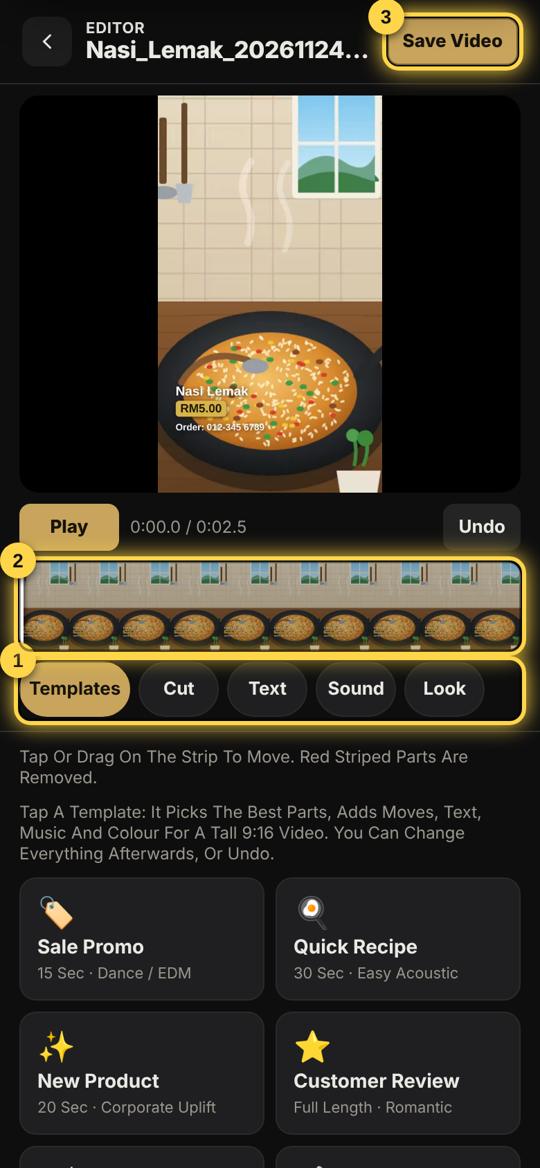 EDITOR
Nasi_Lemak_20261124...
3
Save Video
Nasi Lemak
RM5.00
Order: 012-345 6789
Play
0:00.0 / 0:02.5
Undo
2
1
Templates
Cut
Text
Sound
Look
Tap Or Drag On The Strip To Move. Red Striped Parts Are
Removed.
Tap A Template: It Picks The Best Parts, Adds Moves, Text,
Music And Colour For A Tall 9:16 Video. You Can Change
Everything Afterwards, Or Undo.
Sale Promo
15 Sec · Dance / EDM
Quick Recipe
30 Sec · Easy Acoustic
New Product
20 Sec · Corporate Uplift
Customer Review
Full Length · Romantic